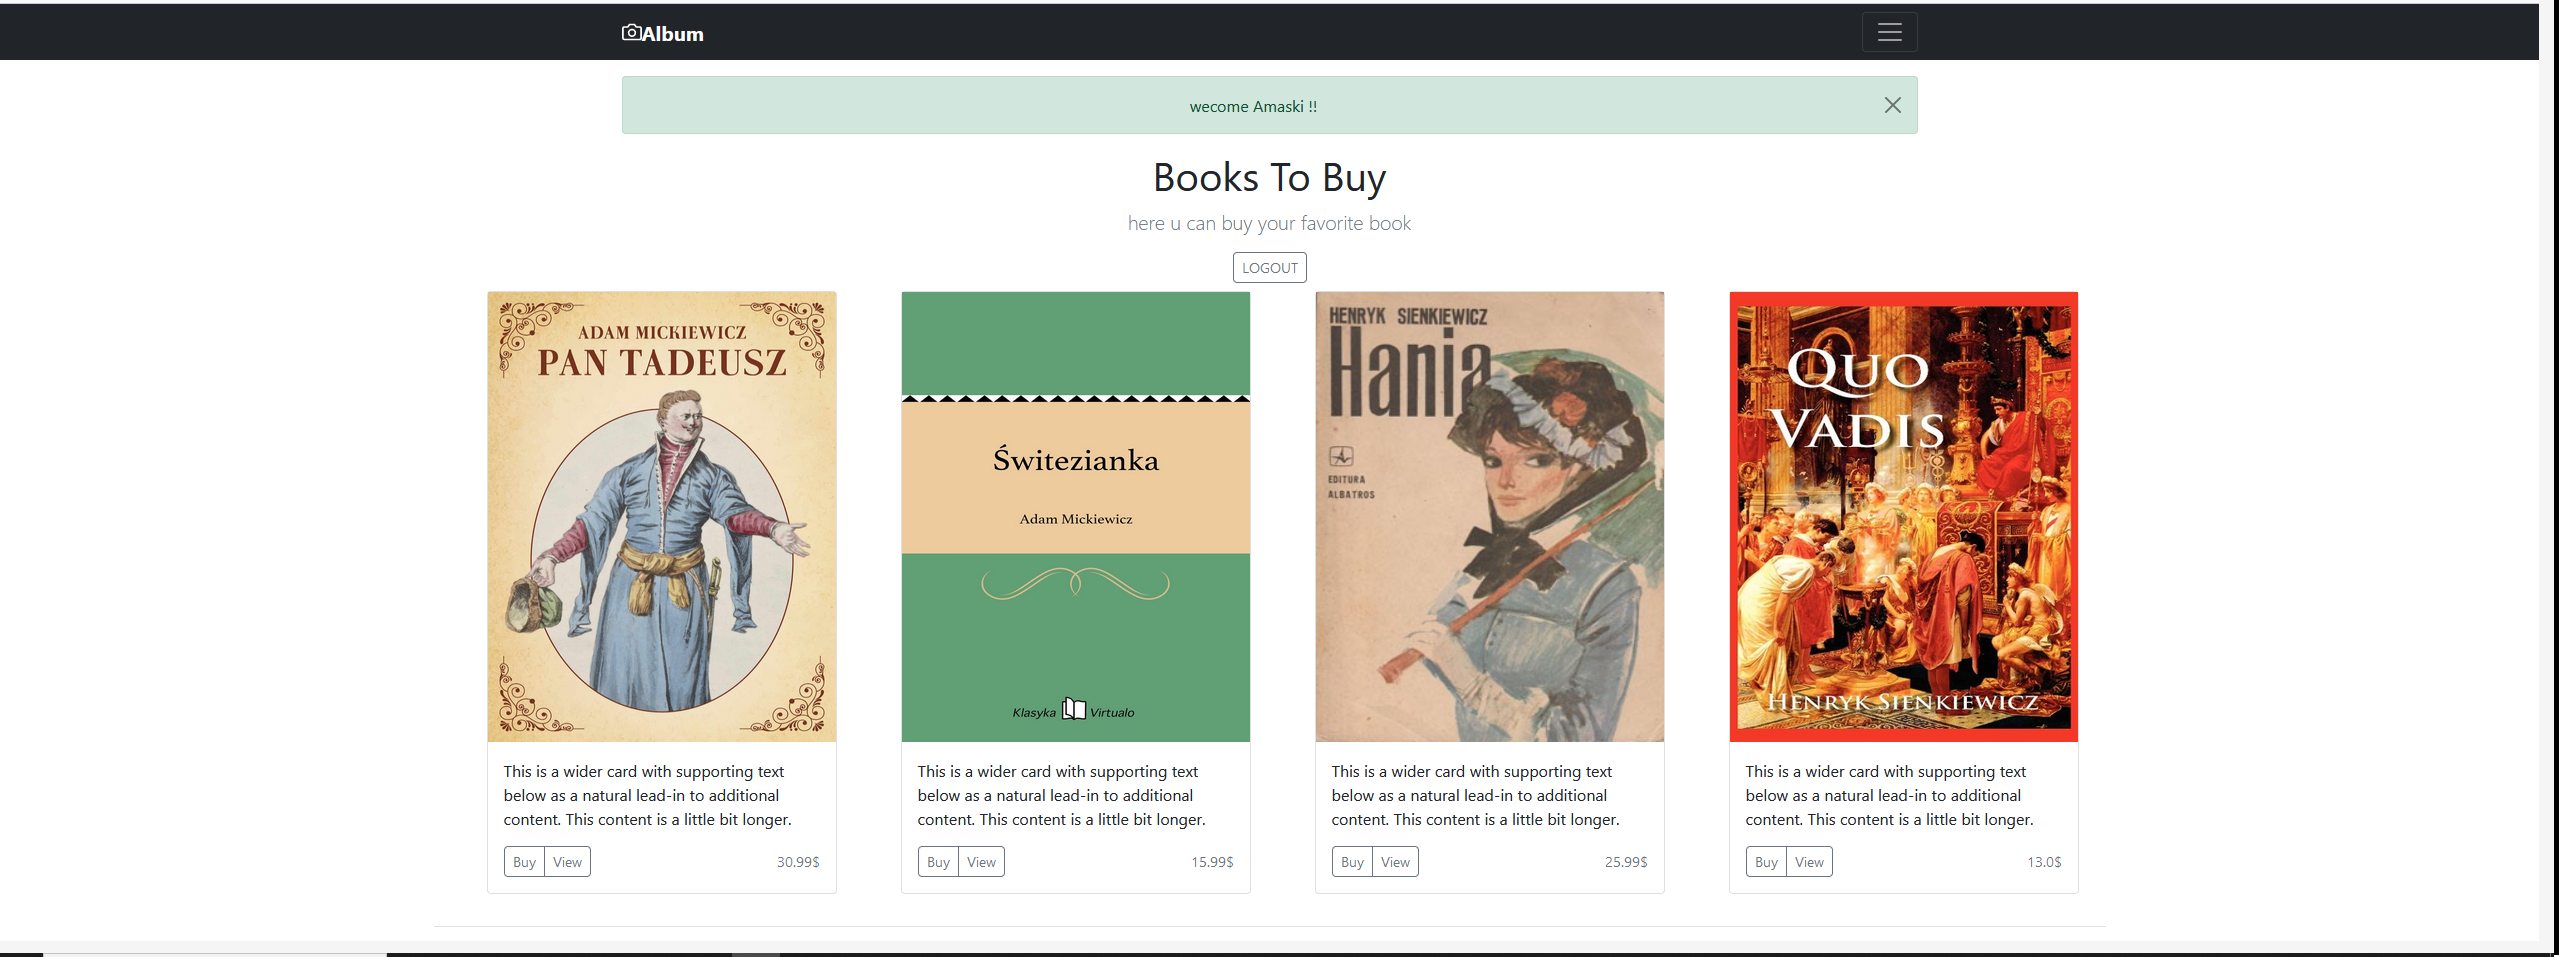 Album
wecome Amaski !!
Books To Buy
here u can buy your favorite book
LOGOUT
ADAM MICKIEWICZ
PAN TADEUSZ
Świtezianka
Adam Mickiewicz
Klasyka Virtualo
HENRYK SIENKIEWICZ
Hania
EDITURA
ALBATROS
QUO
VADIS
HENRYK SIENKIEWICZ
This is a wider card with supporting text
below as a natural lead-in to additional
content. This content is a little bit longer.
Buy View 30.99$
This is a wider card with supporting text
below as a natural lead-in to additional
content. This content is a little bit longer.
Buy View 15.99$
This is a wider card with supporting text
below as a natural lead-in to additional
content. This content is a little bit longer.
Buy View 25.99$
This is a wider card with supporting text
below as a natural lead-in to additional
content. This content is a little bit longer.
Buy View 13.0$